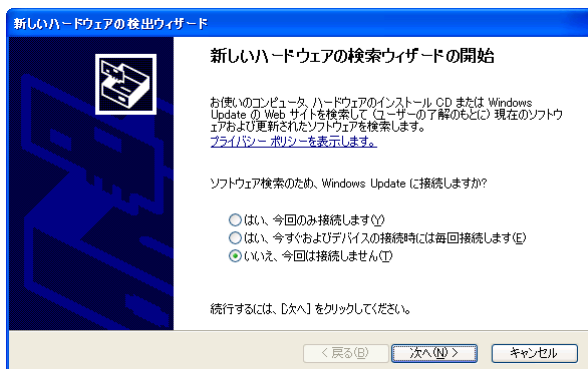 新しいハードウェアの検出ウィザード
新しいハードウェアの検索ウィザードの開始
お使いのコンピュータ、ハードウェアのインストール CD または Windows
Update の Web サイトを検索して (ユーザーの了解のもとに) 現在のソフトウ
ェアおよび更新されたソフトウェアを検索します。
プライバシー ポリシーを表示します。
ソフトウェア検索のため、Windows Update に接続しますか?
はい、今回のみ接続します(Y)
はい、今すぐおよびデバイスの接続時には毎回接続します(E)
いいえ、今回は接続しません(T)
続行するには、[次へ] をクリックしてください。
< 戻る(B)
次へ(N) >
キャンセル